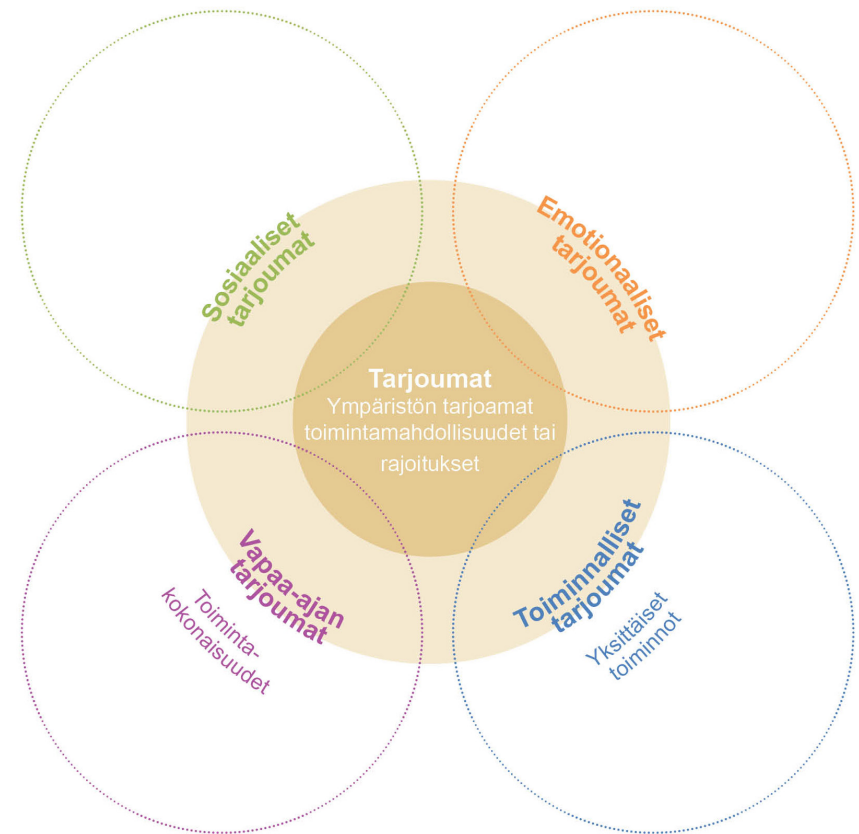 Sosiaaliset
tarjoumat
Emotionaaliset
tarjoumat
Tarjoumat
Ympäristön tarjoamat
toimintamahdollisuudet tai
rajoitukset
Vapaa-ajan
tarjoumat
Toiminta-
kokonaisuudet
Toiminnalliset
tarjoumat
Yksittäiset
toiminnot